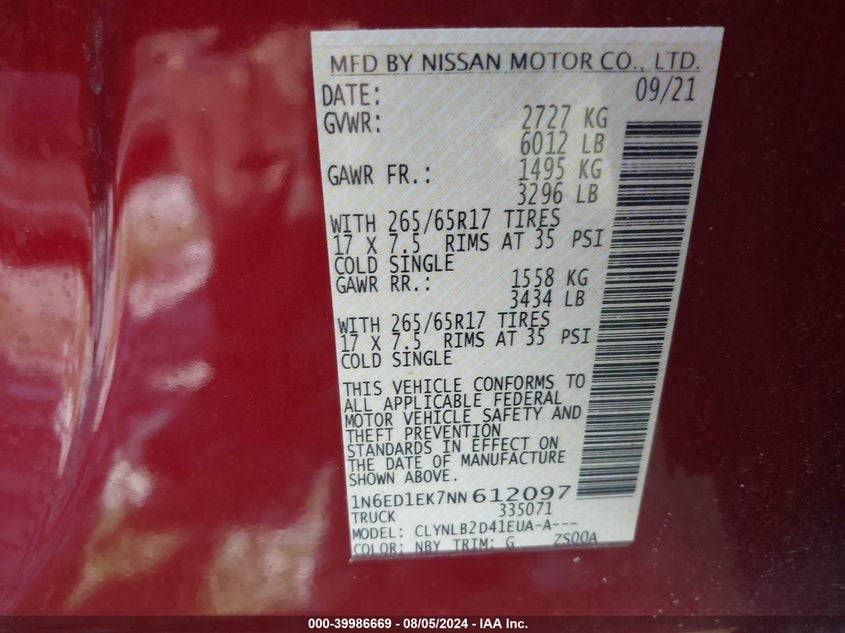 MFD BY NISSAN MOTOR CO., LTD.
DATE: 09/21
GVWR: 2727 KG
6012 LB
GAWR FR.: 1495 KG
3296 LB
WITH 265/65R17 TIRES
17 X 7.5 RIMS AT 35 PSI
COLD SINGLE
GAWR RR.: 1558 KG
3434 LB
WITH 265/65R17 TIRES
17 X 7.5 RIMS AT 35 PSI
COLD SINGLE
THIS VEHICLE CONFORMS TO
ALL APPLICABLE FEDERAL
MOTOR VEHICLE SAFETY AND
THEFT PREVENTION
STANDARDS IN EFFECT ON
THE DATE OF MANUFACTURE
SHOWN ABOVE.
1N6ED1EK7NN612097
TRUCK 335071
MODEL: CLYNLB2D41EUA-A---
COLOR: NBY TRIM: G ZS00A
000-39986669 - 08/05/2024 - IAA Inc.